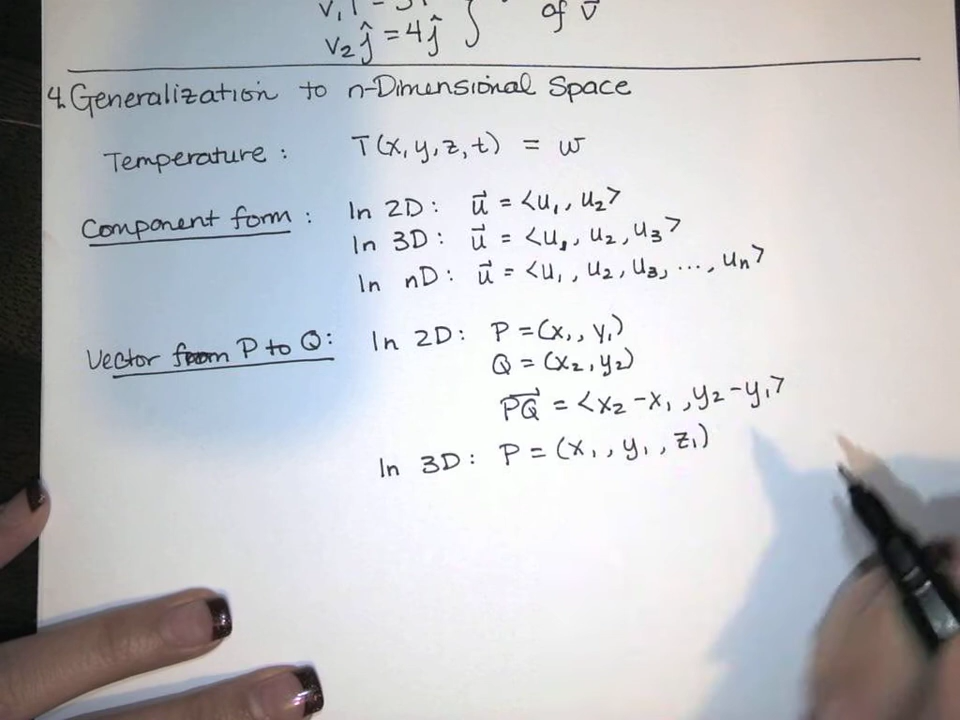 v₂ĵ = 4ĵ } of v⃗
4. Generalization to n-Dimensional Space
Temperature : T(x, y, z, t) = w
Component form : In 2D : u⃗ = <u₁, u₂>
In 3D : u⃗ = <u₁, u₂, u₃>
In nD : u⃗ = <u₁, u₂, u₃, ..., uₙ>
Vector from P to Q : In 2D : P = (x₁, y₁)
Q = (x₂, y₂)
P͞Q⃗ = <x₂ - x₁, y₂ - y₁>
In 3D : P = (x₁, y₁, z₁)